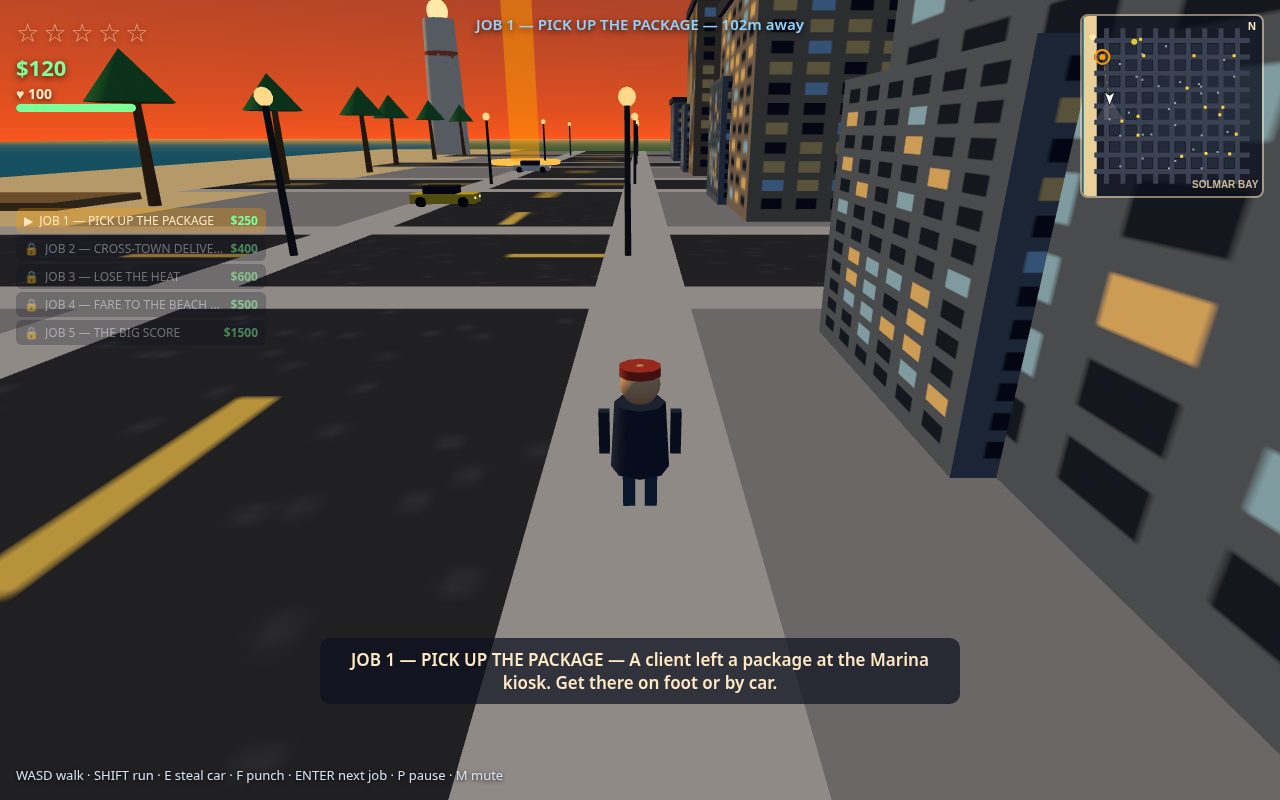 JOB 1 — PICK UP THE PACKAGE — 102m away
N
$120
♥ 100
SOLMAR BAY
▶ JOB 1 — PICK UP THE PACKAGE $250
🔒 JOB 2 — CROSS-TOWN DELIVE... $400
🔒 JOB 3 — LOSE THE HEAT $600
🔒 JOB 4 — FARE TO THE BEACH ... $500
🔒 JOB 5 — THE BIG SCORE $1500
JOB 1 — PICK UP THE PACKAGE — A client left a package at the Marina
kiosk. Get there on foot or by car.
WASD walk · SHIFT run · E steal car · F punch · ENTER next job · P pause · M mute